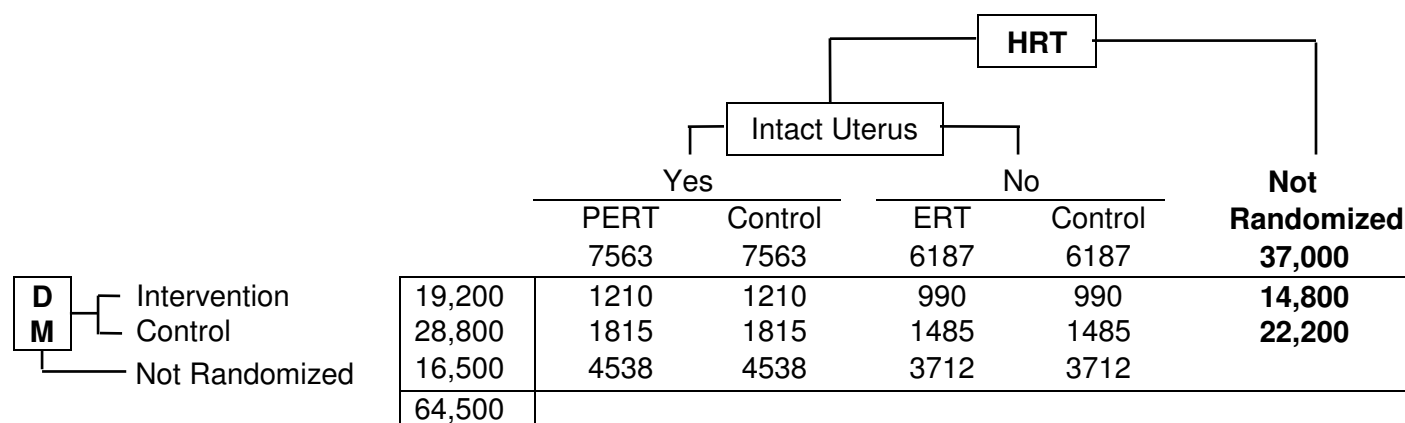 HRT
Intact Uterus
Yes No Not
PERT Control ERT Control Randomized
7563 7563 6187 6187 37,000
D Intervention 19,200 1210 1210 990 990 14,800
M Control 28,800 1815 1815 1485 1485 22,200
Not Randomized 16,500 4538 4538 3712 3712
64,500